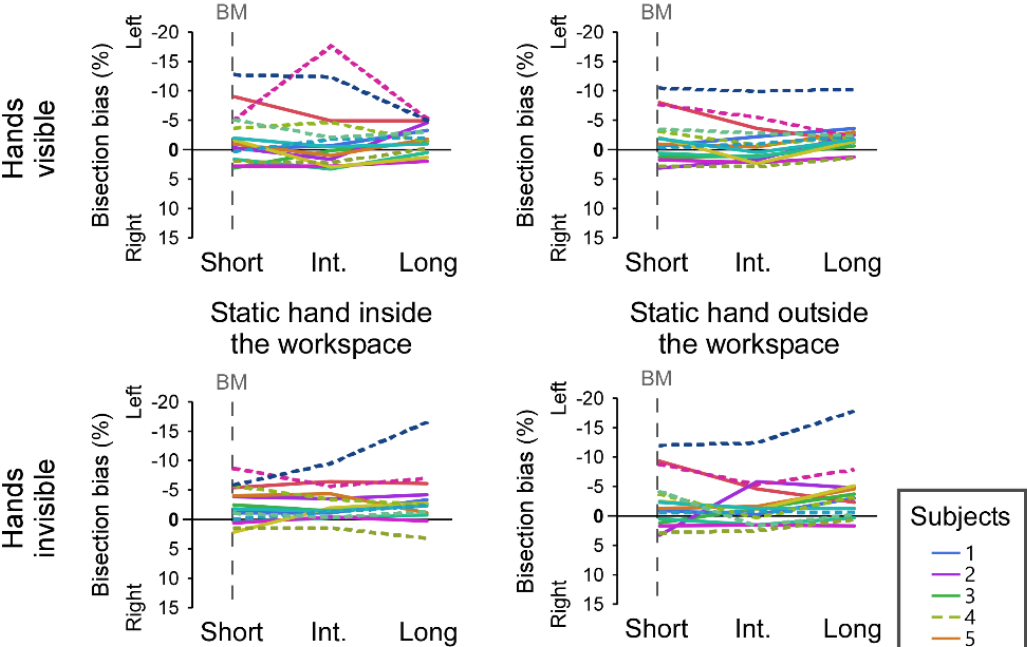 Hands
visible
BM
Left
Bisection bias (%)
Right
-20
-15
-10
-5
0
5
10
15
Short Int. Long
BM
Left
Bisection bias (%)
Right
-20
-15
-10
-5
0
5
10
15
Short Int. Long
Static hand inside
the workspace
Static hand outside
the workspace
Hands
invisible
BM
Left
Bisection bias (%)
Right
-20
-15
-10
-5
0
5
10
15
Short Int. Long
BM
Left
Bisection bias (%)
Right
-20
-15
-10
-5
0
5
10
15
Short Int. Long
Subjects
1
2
3
4
5